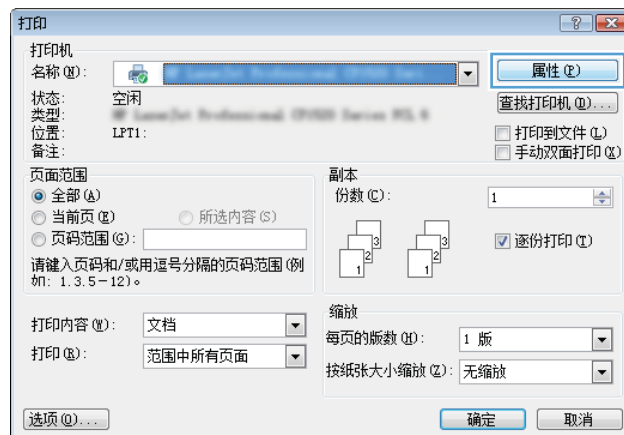 打印
打印机
名称(N):
属性(P)
状态: 空闲
类型:
查找打印机(D)...
位置: LPT1:
打印到文件(L)
备注:
手动双面打印(X)
页面范围
全部(A)
当前页(E) 所选内容(S)
页码范围(G):
请键入页码和/或用逗号分隔的页码范围(例
如: 1.3.5-12)。
副本
份数(C): 1
3
2
1
3
2
1
逐份打印(T)
打印内容(W): 文档
打印(R): 范围中所有页面
缩放
每页的版数(H): 1 版
按纸张大小缩放(Z): 无缩放
选项(O)...
确定
取消